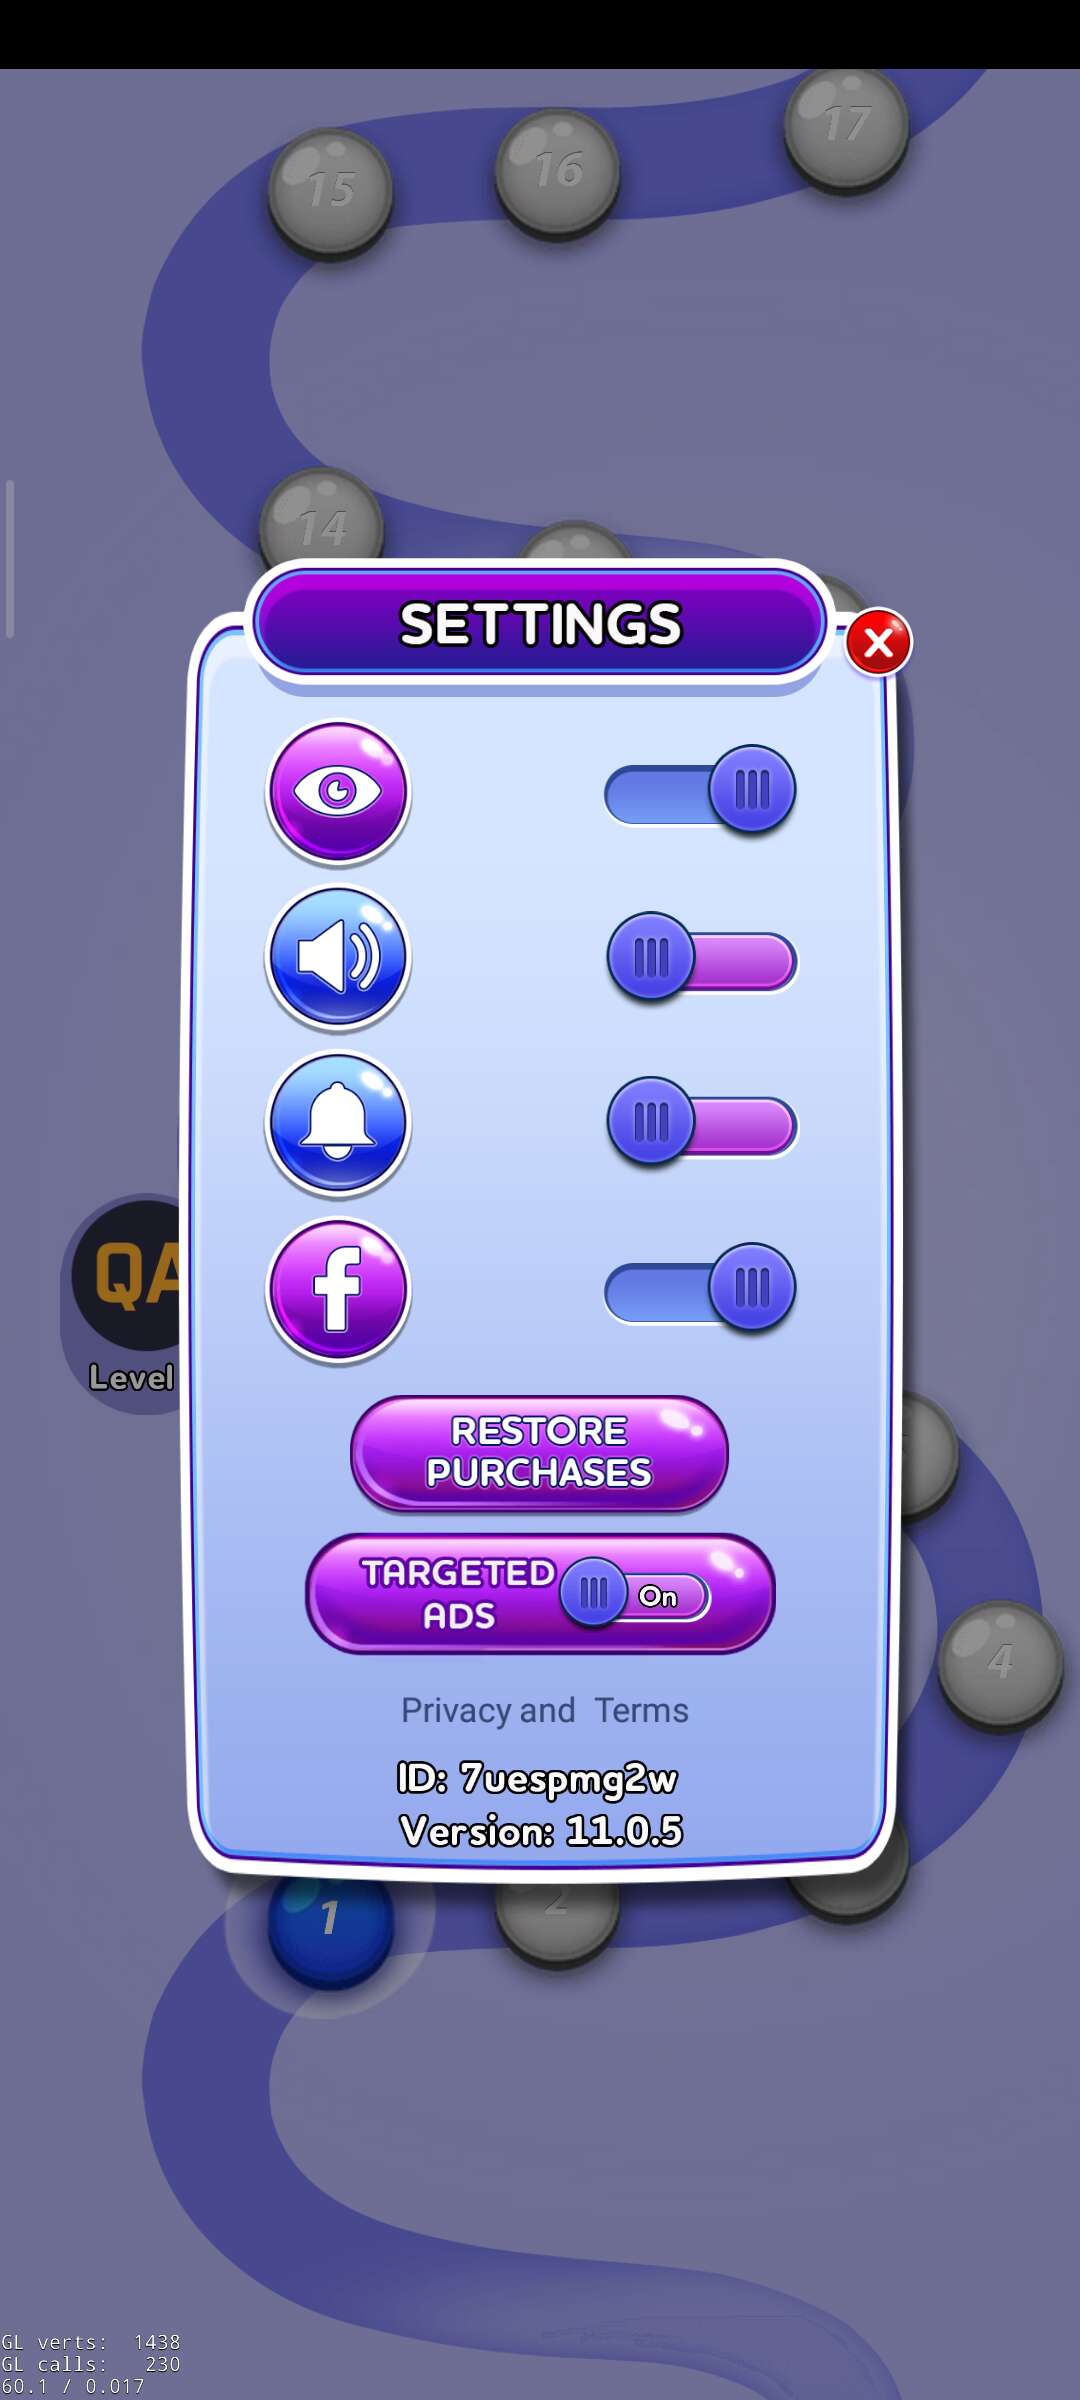 17
16
15
14
SETTINGS
QA
Level
RESTORE
PURCHASES
TARGETED
ADS
On
4
Privacy and Terms
ID: 7uespmg2w
Version: 11.0.5
1
2
GL verts: 1438
GL calls: 230
60.1 / 0.017